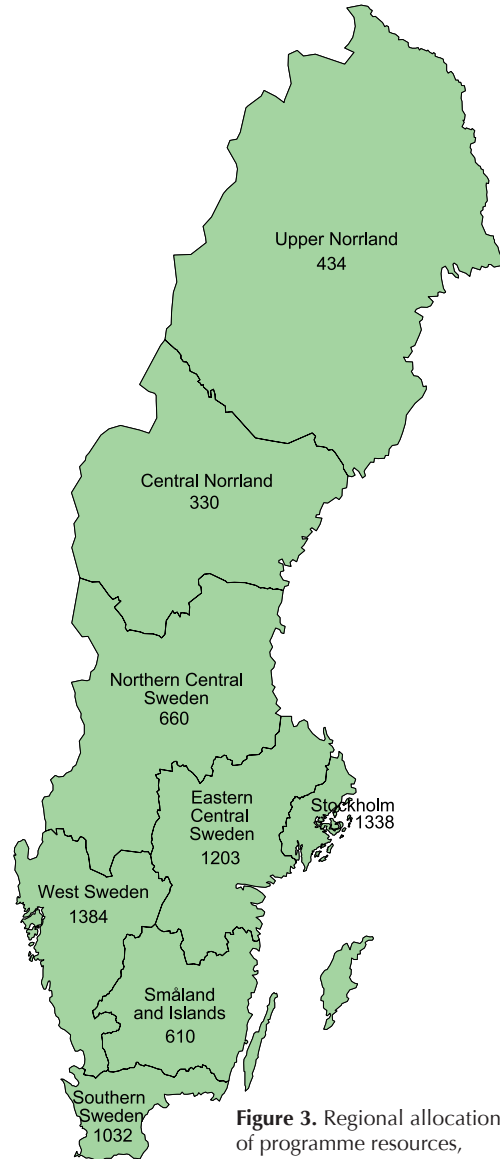 Upper Norrland
434
Central Norrland
330
Northern Central
Sweden
660
Eastern
Central
Sweden
1203
Stockholm
1338
West Sweden
1384
Småland
and Islands
610
Southern
Sweden
1032
Figure 3. Regional allocation
of programme resources,